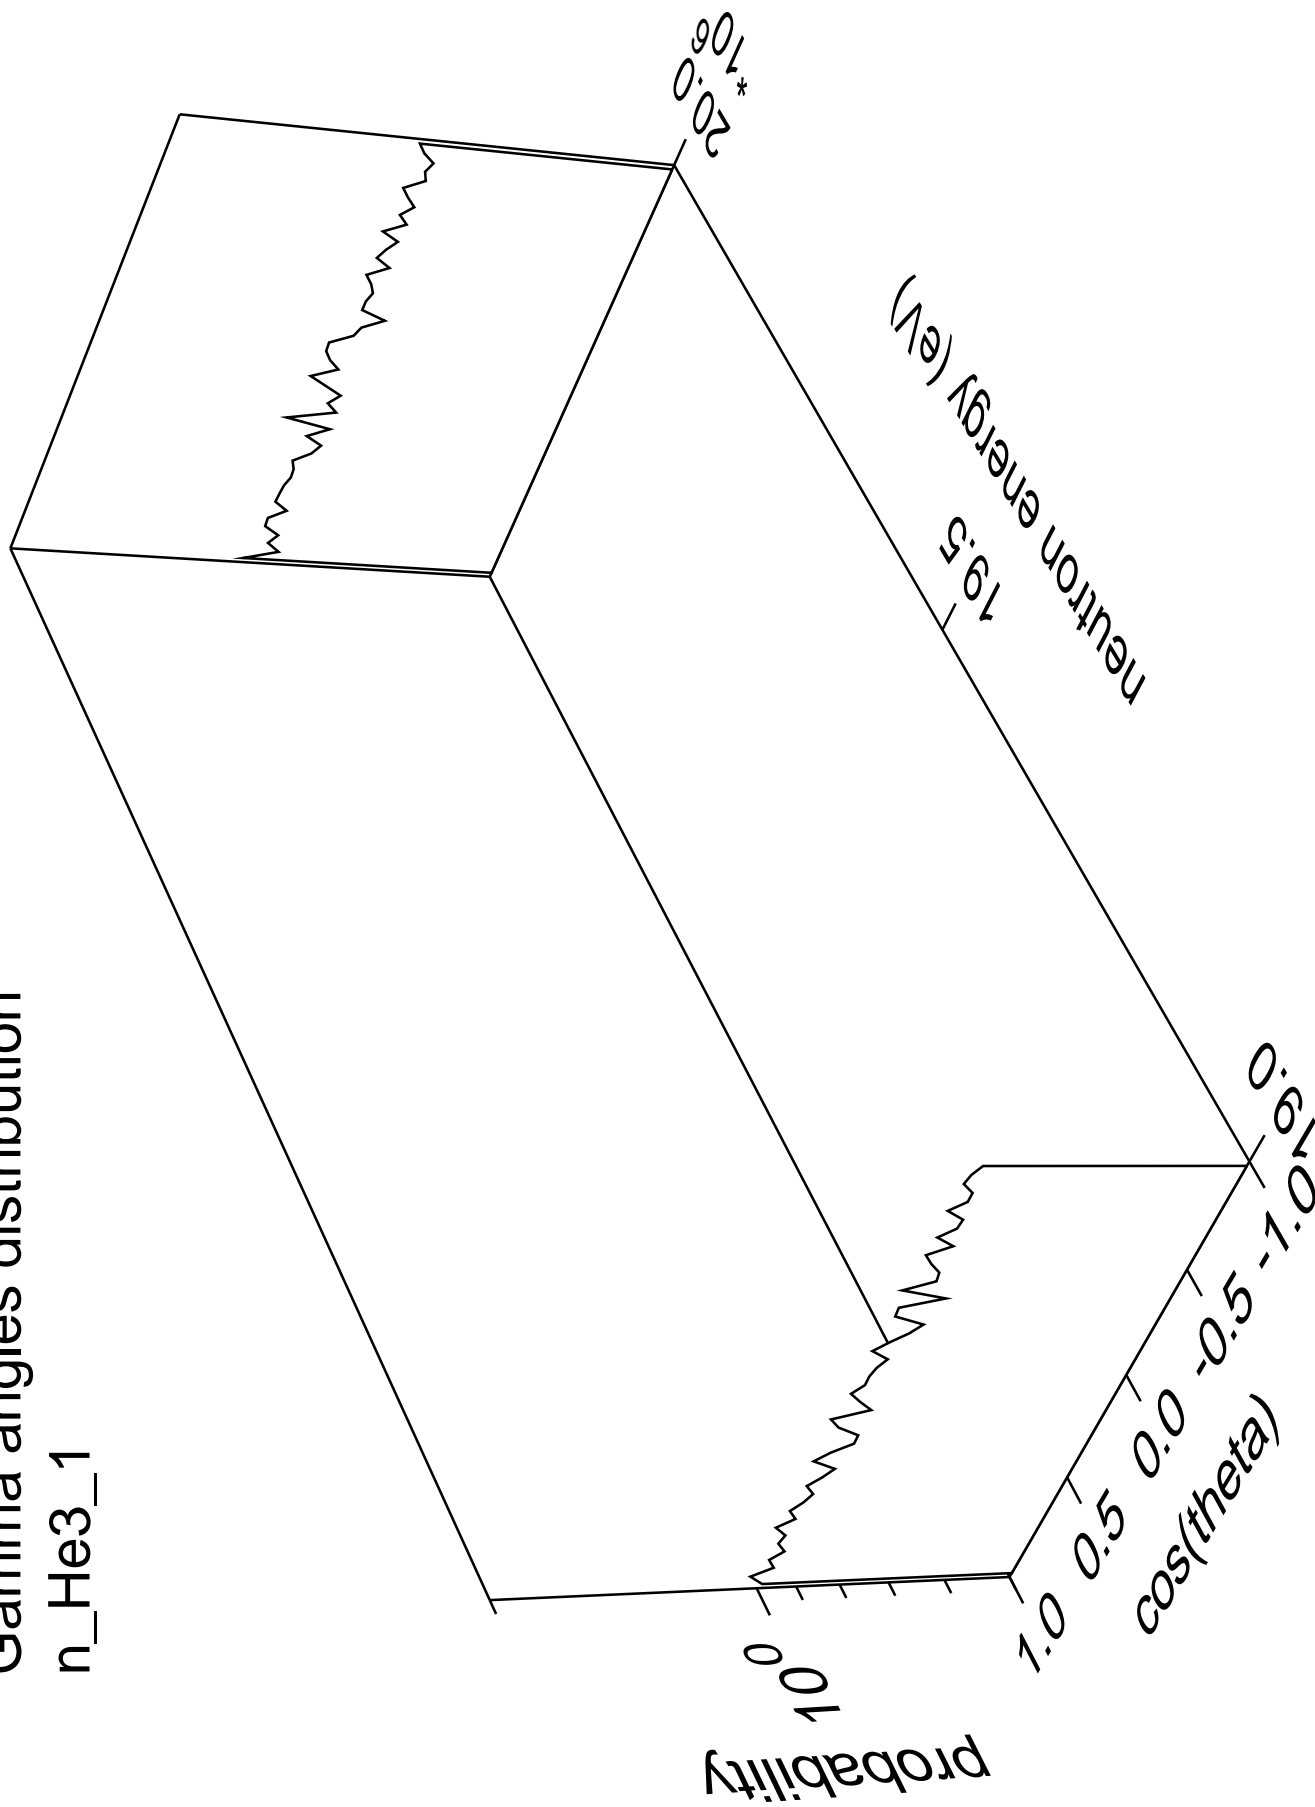 Gamma angles distribution
n_He3_1
probability
10^0
1.0
0.5
0.0
-0.5
-1.0
cos(theta)
19.0
19.5
20.0
*10^6
neutron energy (eV)